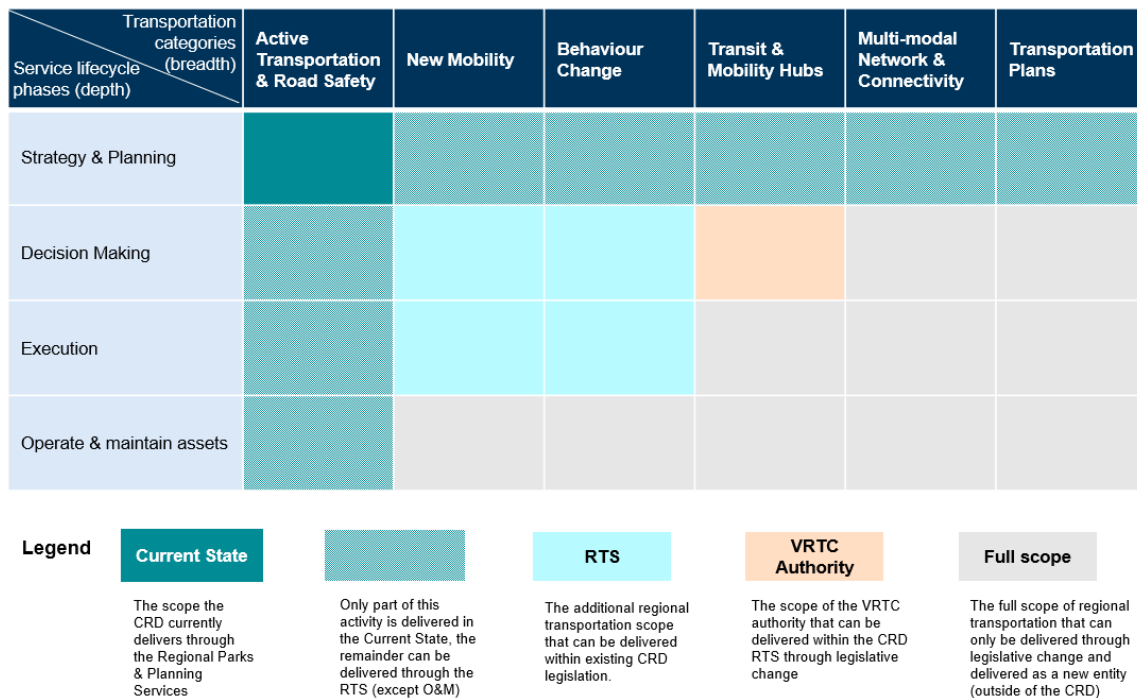 Transportation
categories
(breadth)
Service lifecycle
phases (depth)
Active
Transportation
& Road Safety
New Mobility
Behaviour
Change
Transit &
Mobility Hubs
Multi-modal
Network &
Connectivity
Transportation
Plans
Strategy & Planning
Decision Making
Execution
Operate & maintain assets
Legend
Current State
The scope the
CRD currently
delivers through
the Regional Parks
& Planning
Services
Only part of this
activity is delivered in
the Current State, the
remainder can be
delivered through the
RTS (except O&M)
RTS
The additional regional
transportation scope
that can be delivered
within existing CRD
legislation.
VRTC
Authority
The scope of the VRTC
authority that can be
delivered within the CRD
RTS through legislative
change
Full scope
The full scope of regional
transportation that can
only be delivered through
legislative change and
delivered as a new entity
(outside of the CRD)